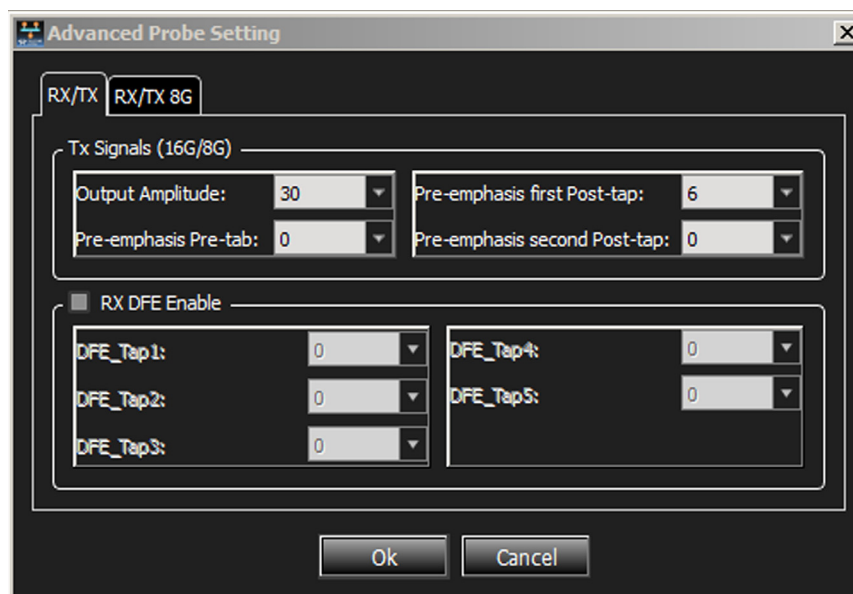 Advanced Probe Setting
RX/TX RX/TX 8G
Tx Signals (16G/8G)
Output Amplitude: 30 Pre-emphasis first Post-tap: 6
Pre-emphasis Pre-tab: 0 Pre-emphasis second Post-tap: 0
RX DFE Enable
DFE_Tap1: 0 DFE_Tap4: 0
DFE_Tap2: 0 DFE_Tap5: 0
DFE_Tap3: 0
Ok Cancel